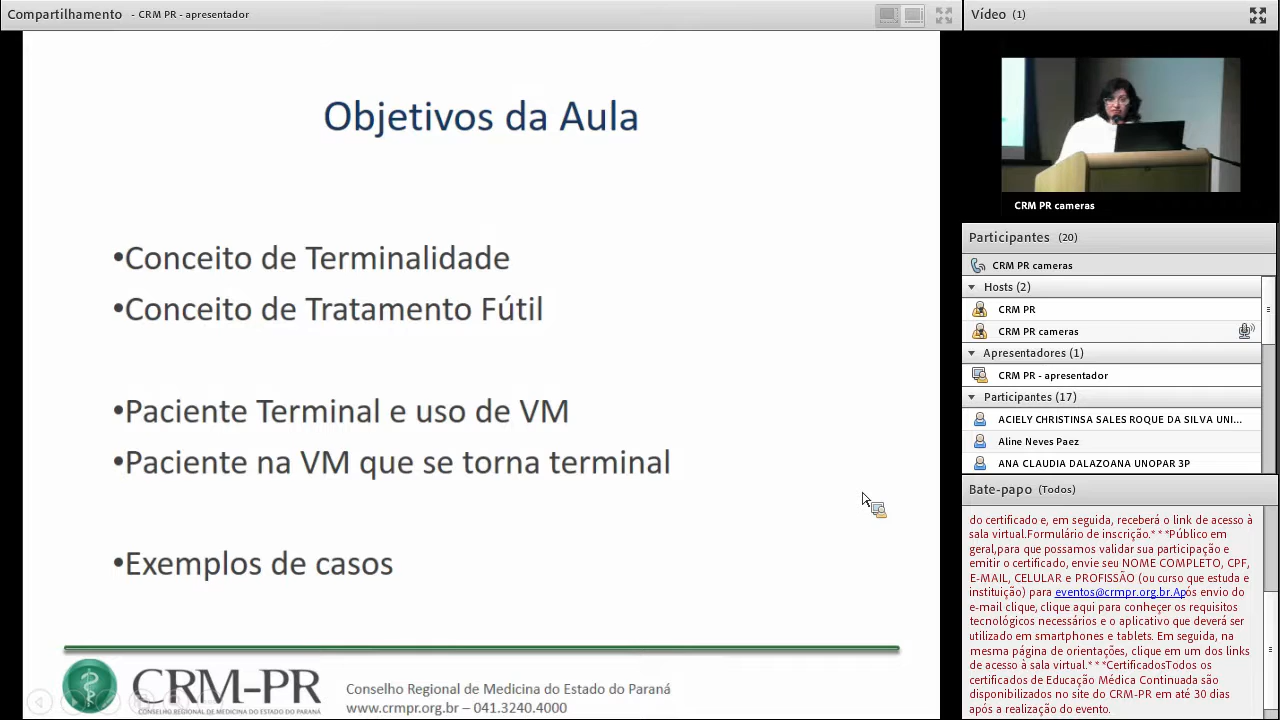 Compartilhamento - CRM PR - apresentador
Objetivos da Aula
•Conceito de Terminalidade
•Conceito de Tratamento Fútil
•Paciente Terminal e uso de VM
•Paciente na VM que se torna terminal
•Exemplos de casos
CRM-PR
CONSELHO REGIONAL DE MEDICINA DO ESTADO DO PARANÁ
Conselho Regional de Medicina do Estado do Paraná
www.crmpr.org.br – 041.3240.4000
Vídeo (1)
CRM PR cameras
Participantes (20)
CRM PR cameras
Hosts (2)
CRM PR
CRM PR cameras
Apresentadores (1)
CRM PR - apresentador
Participantes (17)
ACIELY CHRISTINSA SALES ROQUE DA SILVA UNI...
Aline Neves Paez
ANA CLAUDIA DALAZOANA UNOPAR 3P
Bate-papo (Todos)
do certificado e, em seguida, receberá o link de acesso à
sala virtual.Formulário de inscrição.* * *Público em
geral,para que possamos validar sua participação e
emitir o certificado, envie seu NOME COMPLETO, CPF,
E-MAIL, CELULAR e PROFISSÃO (ou curso que estuda e
instituição) para eventos@crmpr.org.br.Após envio do
e-mail clique, clique aqui para conhecer os requisitos
tecnológicos necessários e o aplicativo que deverá ser
utilizado em smartphones e tablets. Em seguida, na
mesma página de orientações, clique em um dos links
de acesso à sala virtual.* * *CertificadosTodos os
certificados de Educação Médica Continuada são
disponibilizados no site do CRM-PR em até 30 dias
após a realização do evento.